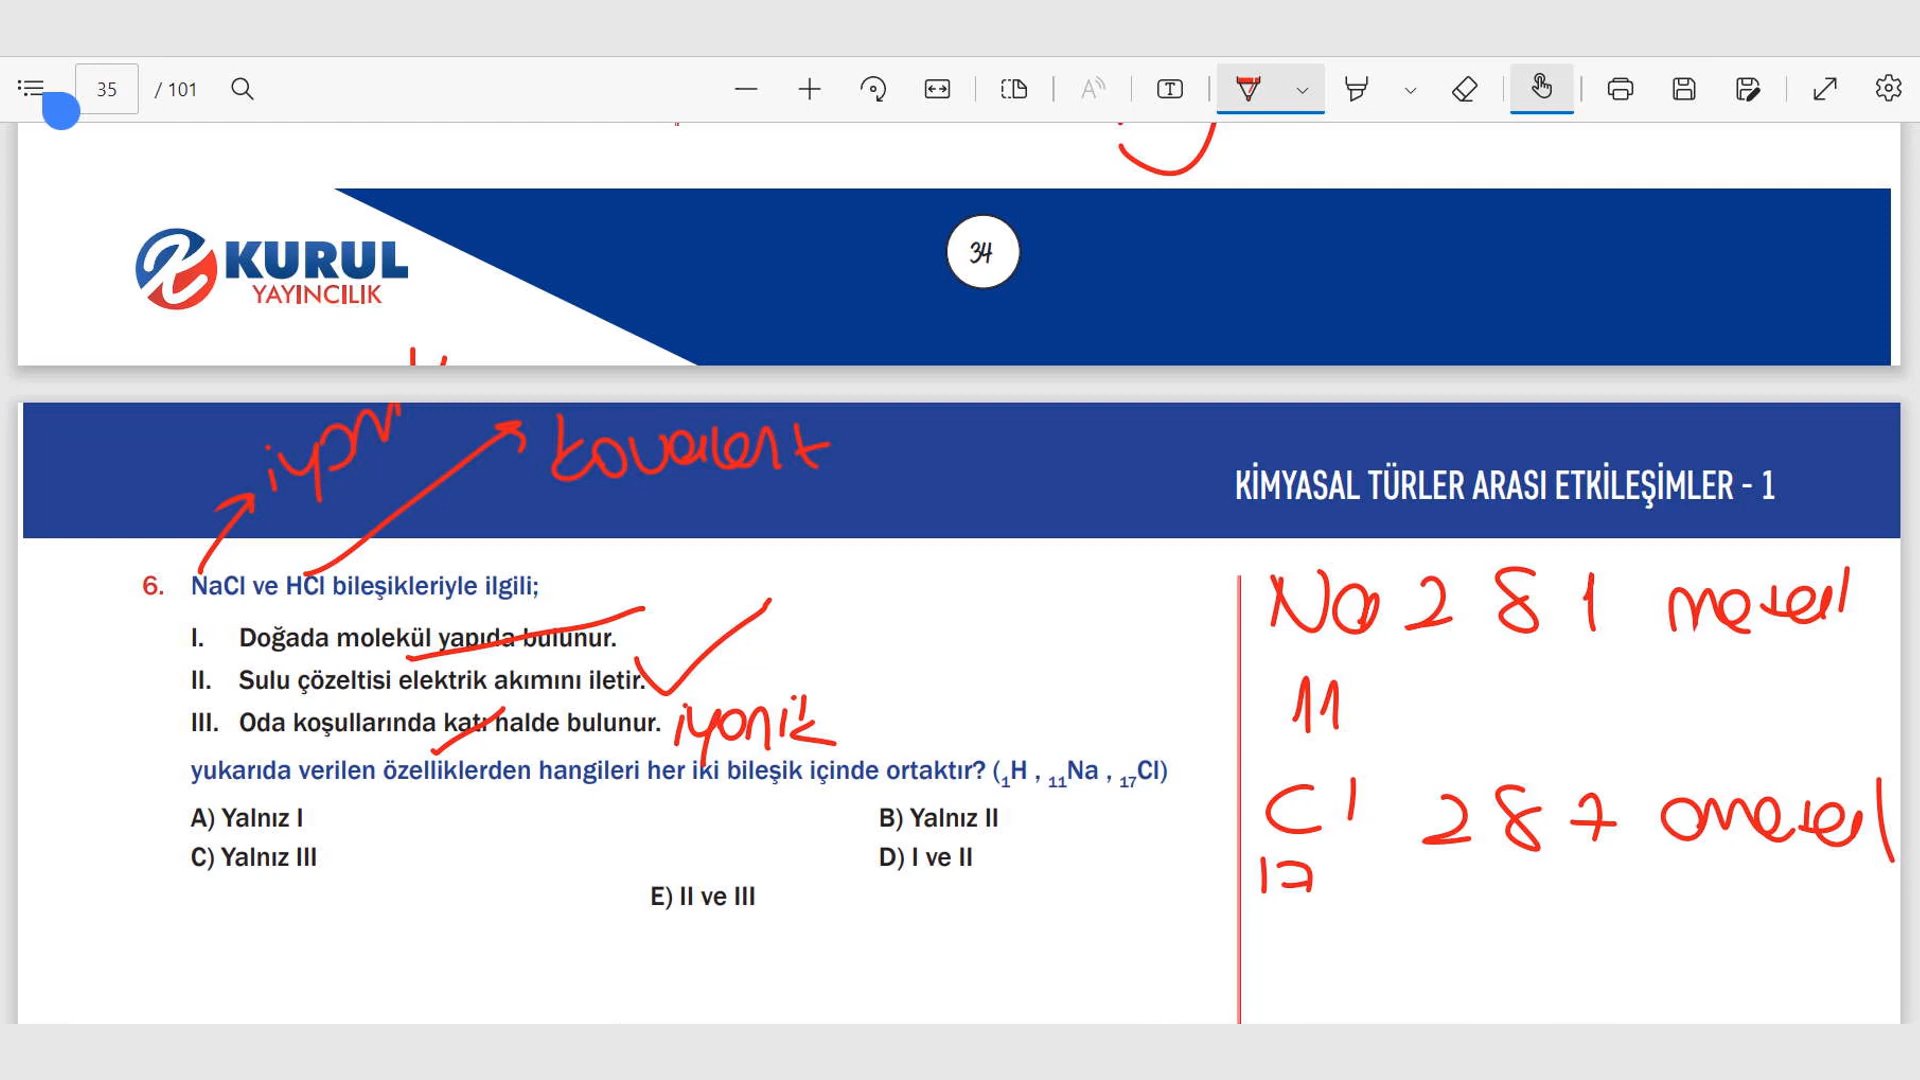 35 / 101
KURUL
YAYINCILIK
34
iyoni
kovalent
KİMYASAL TÜRLER ARASI ETKİLEŞİMLER - 1
6. NaCl ve HCl bileşikleriyle ilgili;
I. Doğada molekül yapıda bulunur.
II. Sulu çözeltisi elektrik akımını iletir.
III. Oda koşullarında katı halde bulunur. iyonik
yukarıda verilen özelliklerden hangileri her iki bileşik içinde ortaktır? (₁H , ₁₁Na , ₁₇Cl)
A) Yalnız I
B) Yalnız II
C) Yalnız III
D) I ve II
E) II ve III
Na 2 8 1 metal
11
Cl 2 8 7 ametal
17